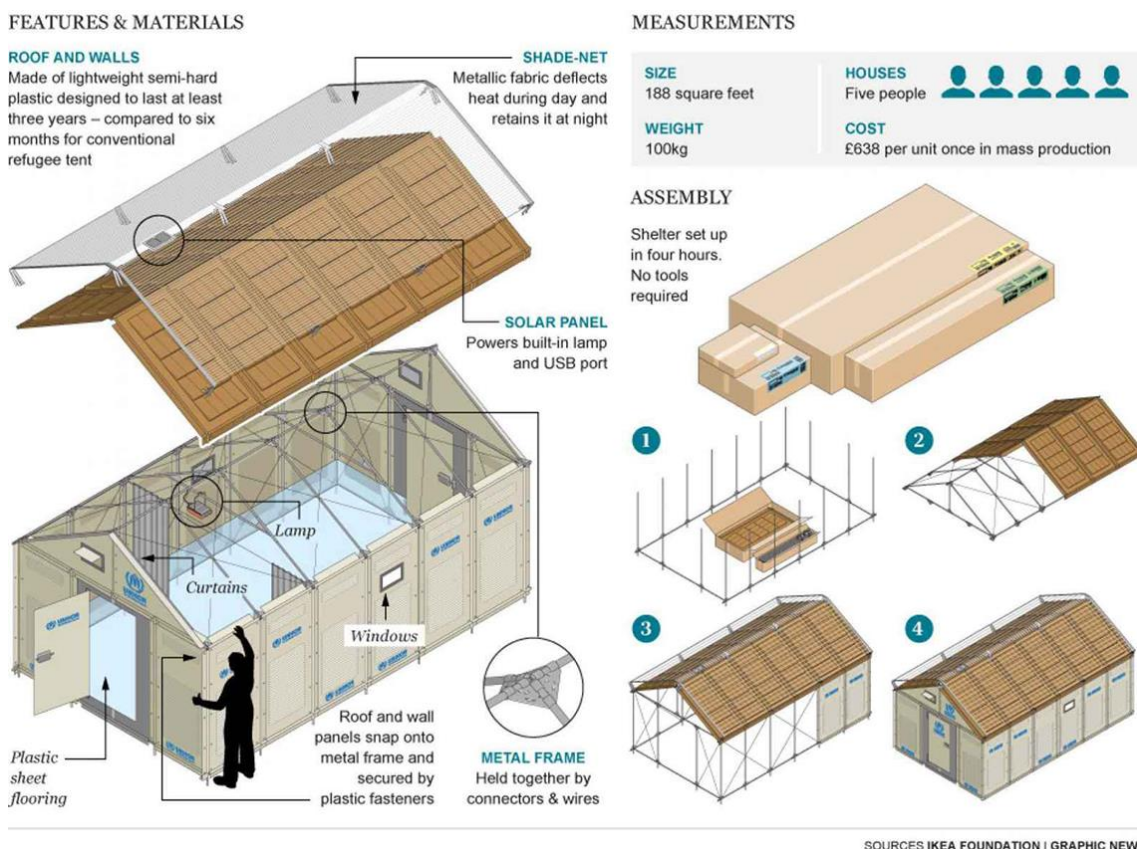 FEATURES & MATERIALS
ROOF AND WALLS
Made of lightweight semi-hard
plastic designed to last at least
three years – compared to six
months for conventional
refugee tent
SHADE-NET
Metallic fabric deflects
heat during day and
retains it at night
SOLAR PANEL
Powers built-in lamp
and USB port
Lamp
Curtains
Windows
UNHCR
Plastic
sheet
flooring
Roof and wall
panels snap onto
metal frame and
secured by
plastic fasteners
METAL FRAME
Held together by
connectors & wires
MEASUREMENTS
SIZE
188 square feet
HOUSES
Five people
WEIGHT
100kg
COST
£638 per unit once in mass production
ASSEMBLY
Shelter set up
in four hours.
No tools
required
1
2
3
4
SOURCES IKEA FOUNDATION | GRAPHIC NEW